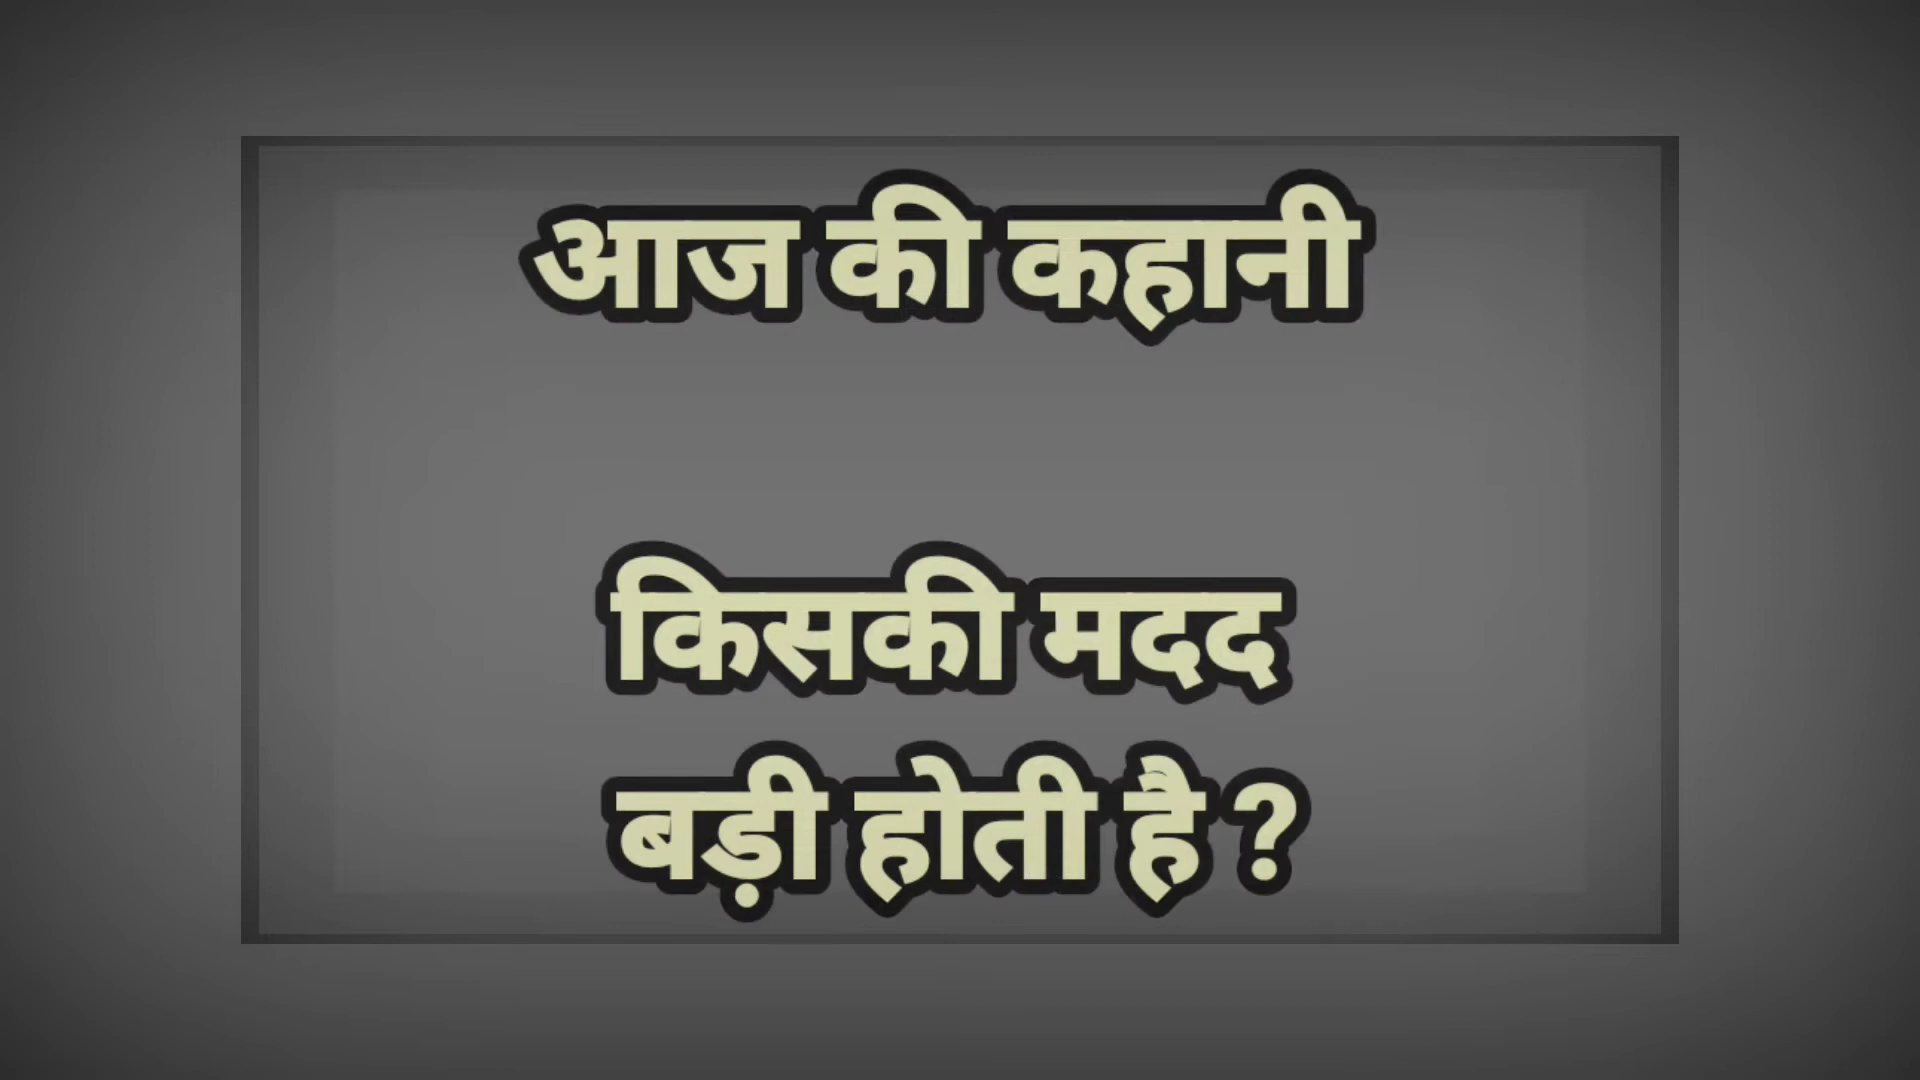 आज की कहानी
किसकी मदद
बड़ी होती है ?